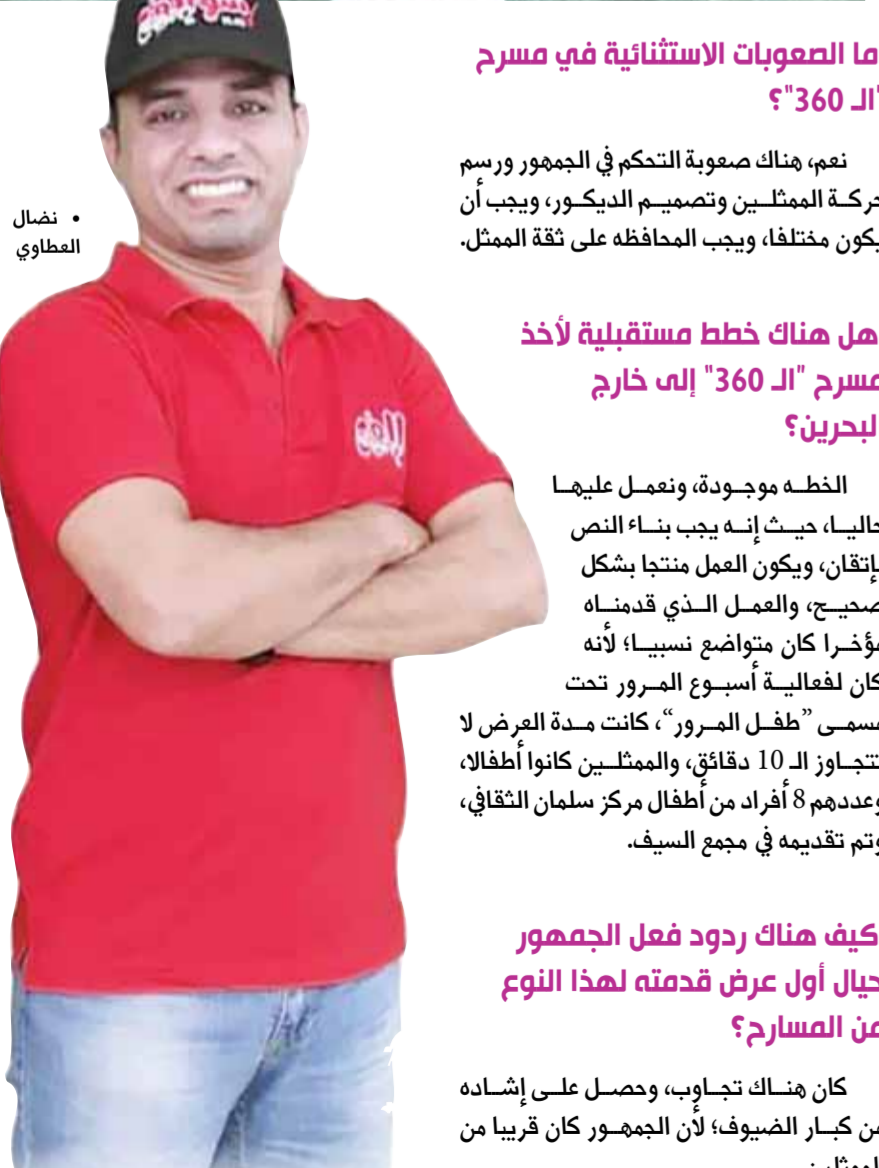 ما الصعوبات الاستثنائية في مسرح
"الـ 360"؟
نعم، هناك صعوبة التحكم في الجمهور ورسم
حركة الممثلين وتصميم الديكور، ويجب أن
يكون مختلفا، ويجب المحافظه على ثقة الممثل.
• نضال
العطاوي
هل هناك خطط مستقبلية لأخذ
مسرح "الـ 360" إلى خارج
لبحرين؟
الخطه موجودة، ونعمل عليها
حاليا، حيث إنه يجب بناء النص
بإتقان، ويكون العمل منتجا بشكل
صحيح، والعمل الذي قدمناه
مؤخرا كان متواضع نسبيا؛ لأنه
كان لفعالية أسبوع المرور تحت
مسمى ”طفل المرور“، كانت مدة العرض لا
تتجاوز الـ 10 دقائق، والممثلين كانوا أطفالا،
وعددهم 8 أفراد من أطفال مركز سلمان الثقافي،
وتم تقديمه في مجمع السيف.
كيف هناك ردود فعل الجمهور
حيال أول عرض قدمته لهذا النوع
من المسارح؟
كان هناك تجاوب، وحصل على إشاده
من كبار الضيوف؛ لأن الجمهور كان قريبا من